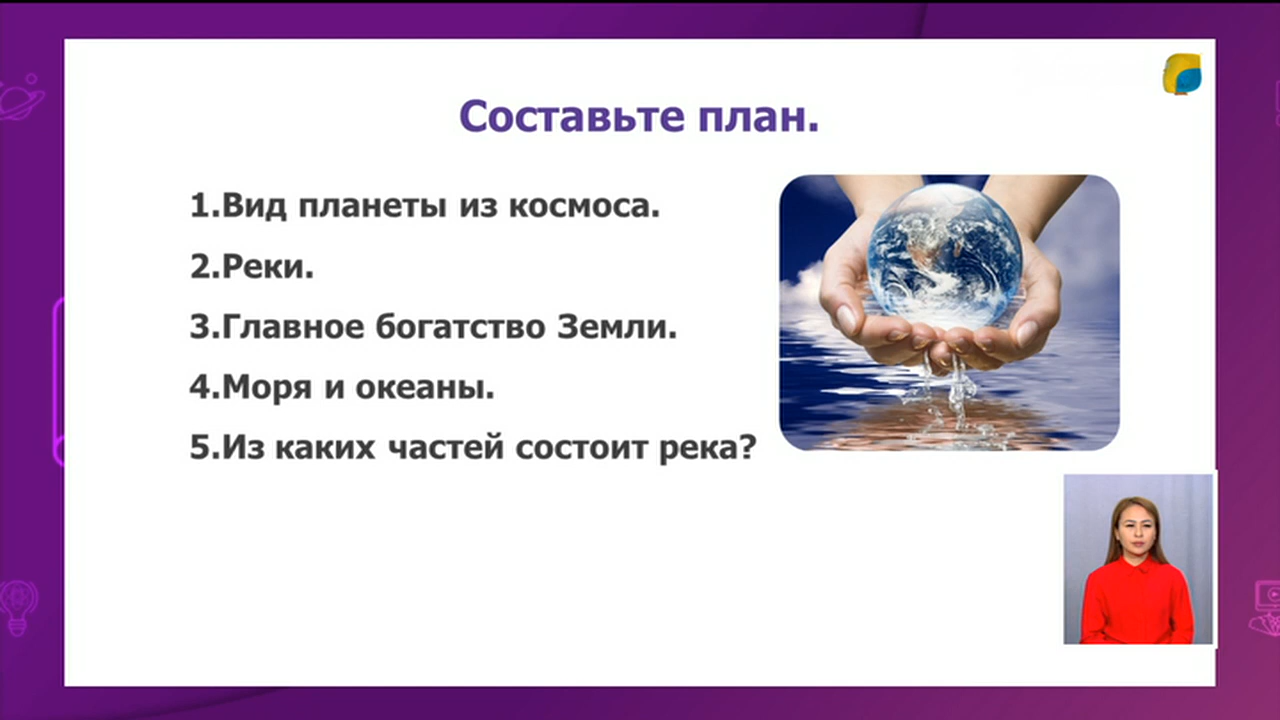 Составьте план.
1.Вид планеты из космоса.
2.Реки.
3.Главное богатство Земли.
4.Моря и океаны.
5.Из каких частей состоит река?